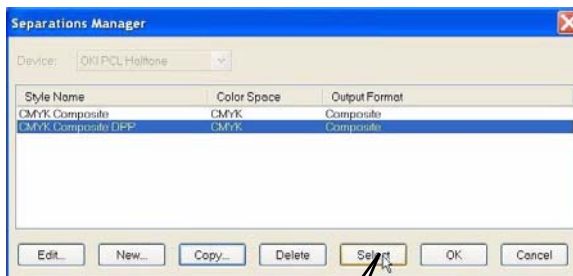 Separations Manager
Device: OKI PCL Halftone
Style Name Color Space Output Format
CMYK Composite CMYK Composite
CMYK Composite DPP CMYK Composite
Edit... New... Copy... Delete Select OK Cancel